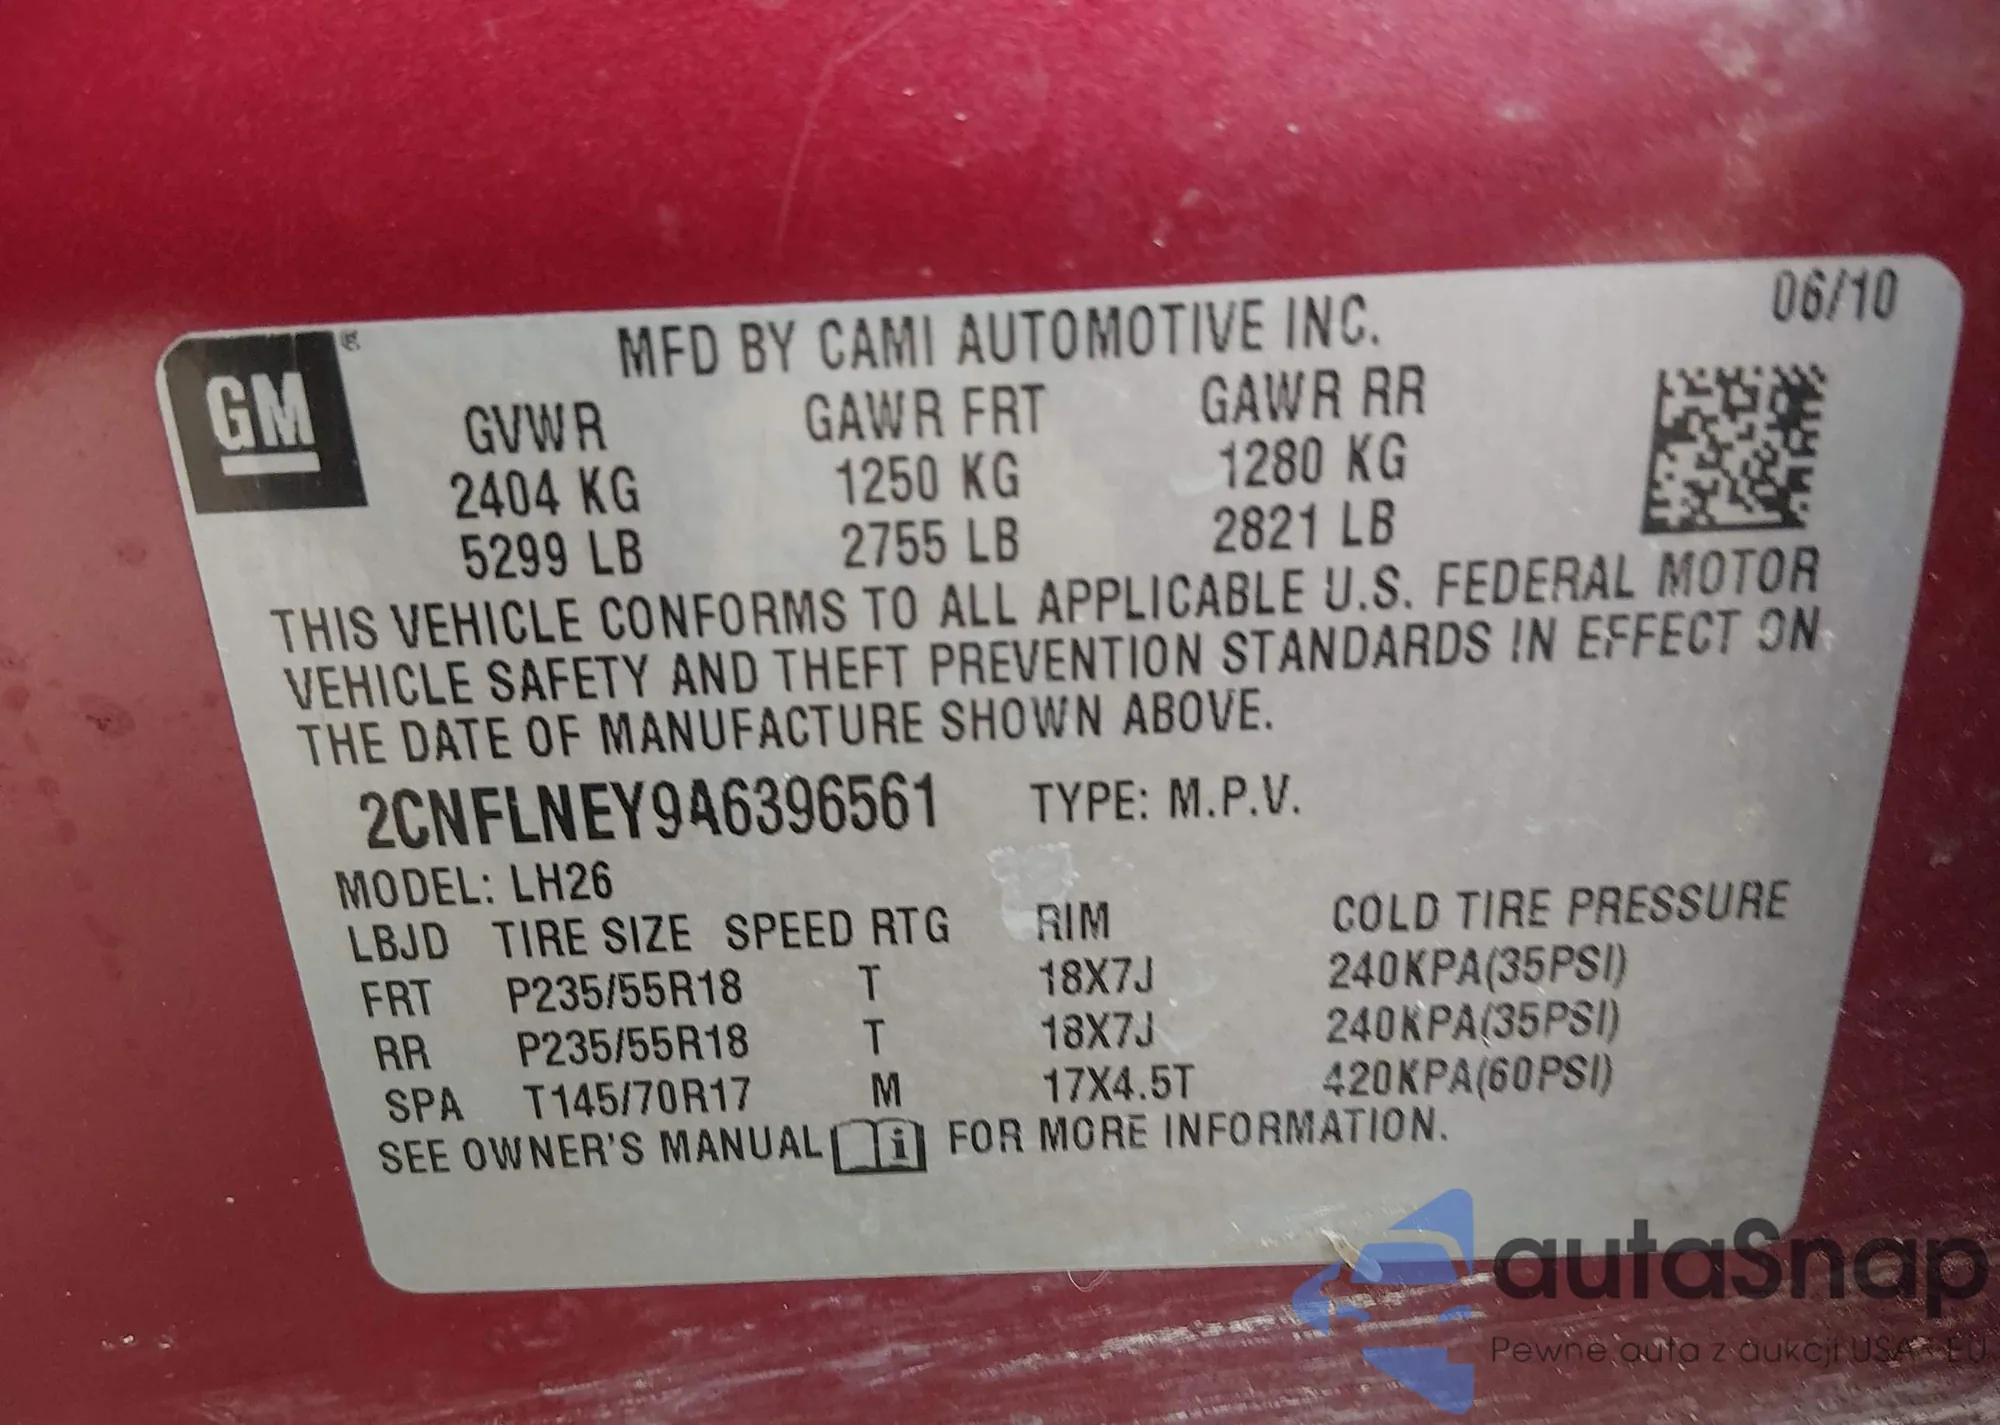 06/10
GM
MFD BY CAMI AUTOMOTIVE INC.
GVWR GAWR FRT GAWR RR
2404 KG 1250 KG 1280 KG
5299 LB 2755 LB 2821 LB
THIS VEHICLE CONFORMS TO ALL APPLICABLE U.S. FEDERAL MOTOR
VEHICLE SAFETY AND THEFT PREVENTION STANDARDS IN EFFECT ON
THE DATE OF MANUFACTURE SHOWN ABOVE.
2CNFLNEY9A6396561 TYPE: M.P.V.
MODEL: LH26
LBJD TIRE SIZE SPEED RTG RIM COLD TIRE PRESSURE
FRT P235/55R18 T 18X7J 240KPA(35PSI)
RR P235/55R18 T 18X7J 240KPA(35PSI)
SPA T145/70R17 M 17X4.5T 420KPA(60PSI)
SEE OWNER'S MANUAL i FOR MORE INFORMATION.
autaSnap
Pewne auta z aukcji USA - EU